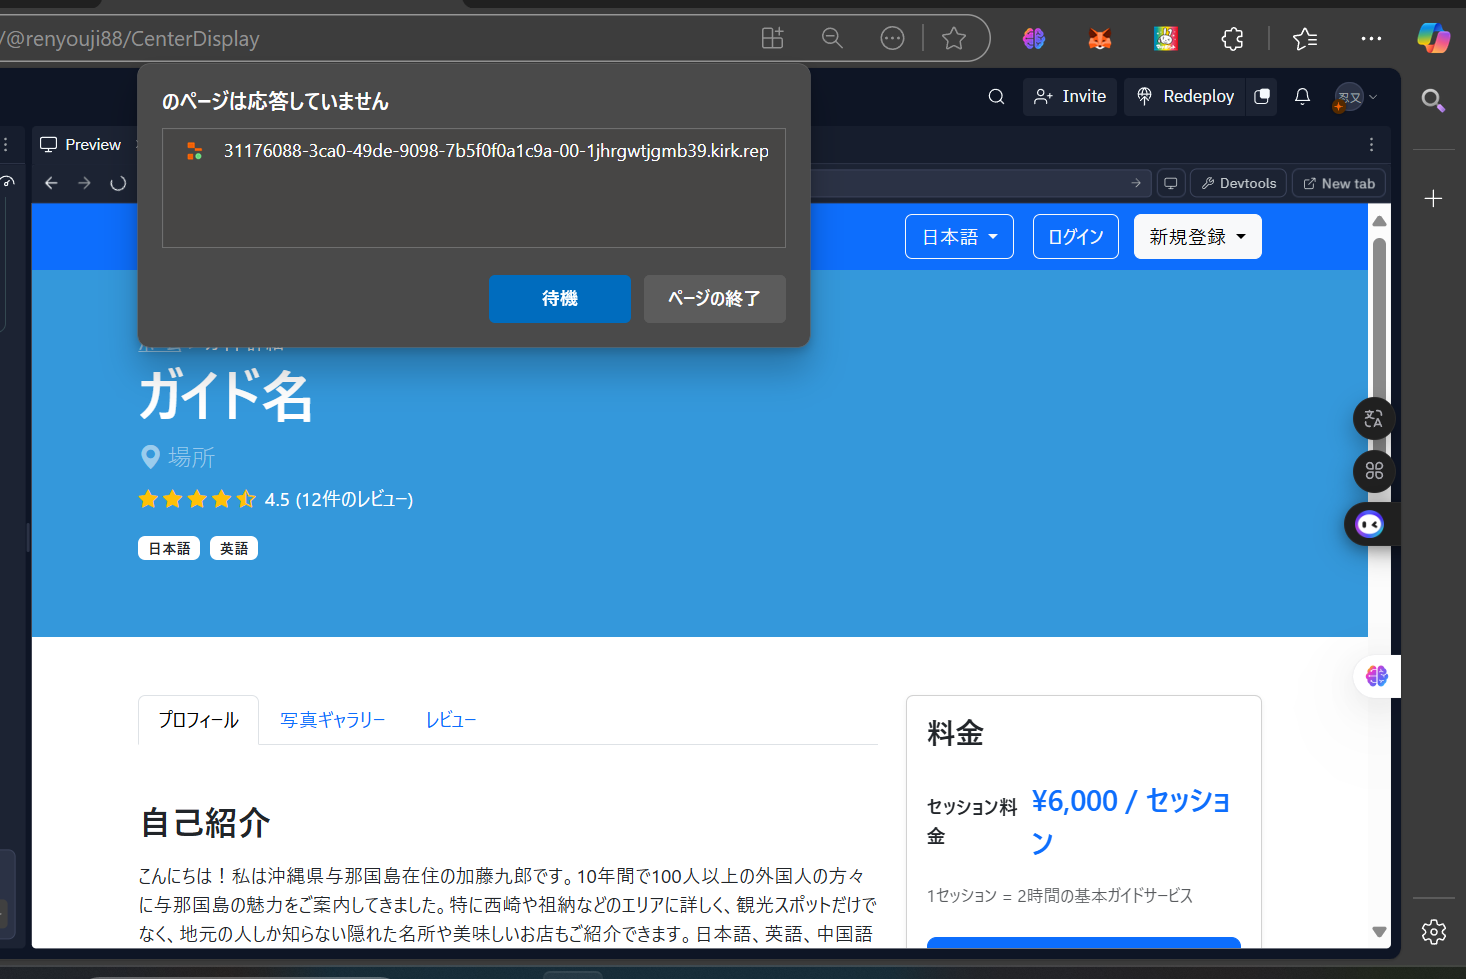 /@renyouji88/CenterDisplay
のページは応答していません
31176088-3ca0-49de-9098-7b5f0f0a1c9a-00-1jhrgwtjgmb39.kirk.rep
待機
ページの終了
Invite
Redeploy
忍又
Preview
Devtools
New tab
日本語
ログイン
新規登録
ガイド名
場所
4.5 (12件のレビュー)
日本語
英語
プロフィール
写真ギャラリー
レビュー
自己紹介
こんにちは！私は沖縄県与那国島在住の加藤九郎です。10年間で100人以上の外国人の方々
に与那国島の魅力をご案内してきました。特に西崎や祖納などのエリアに詳しく、観光スポットだけで
なく、地元の人しか知らない隠れた名所や美味しいお店もご紹介できます。日本語、英語、中国語
料金
セッション料
金
¥6,000 / セッショ
ン
1セッション = 2時間の基本ガイドサービス